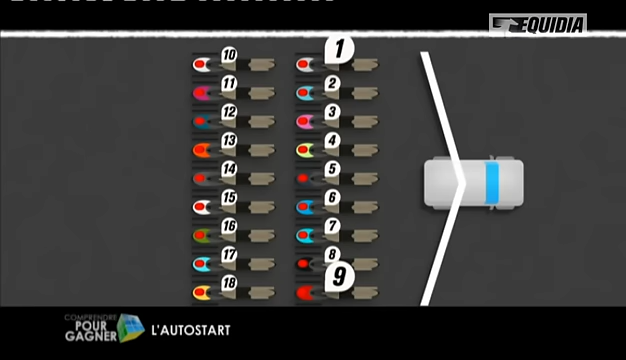 EQUIDIA
10 1
11 2
12 3
13 4
14 5
15 6
16 7
17 8
18 9
COMPRENDRE
POUR
GAGNER
L'AUTOSTART